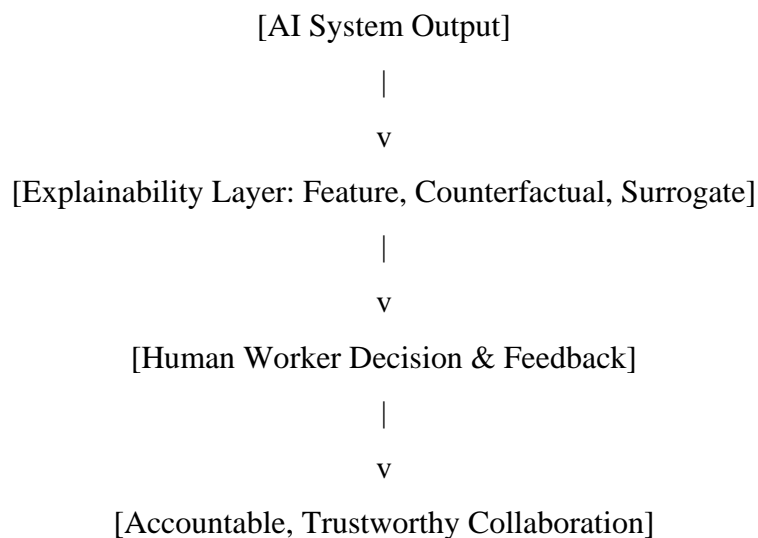 [AI System Output]
|
v
[Explainability Layer: Feature, Counterfactual, Surrogate]
|
v
[Human Worker Decision & Feedback]
|
v
[Accountable, Trustworthy Collaboration]